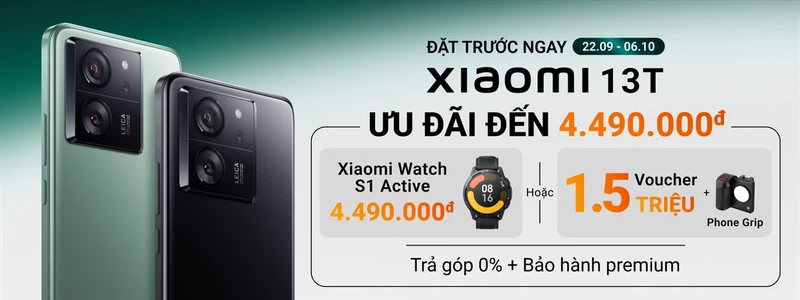 ĐẶT TRƯỚC NGAY 22.09 - 06.10
XIAOMI 13T
ƯU ĐÃI ĐẾN 4.490.000đ
Xiaomi Watch
S1 Active
4.490.000đ
08
16
Hoặc
1.5 Voucher
TRIỆU
+
Phone Grip
Trả góp 0% + Bảo hành premium
LEICA
LEICA